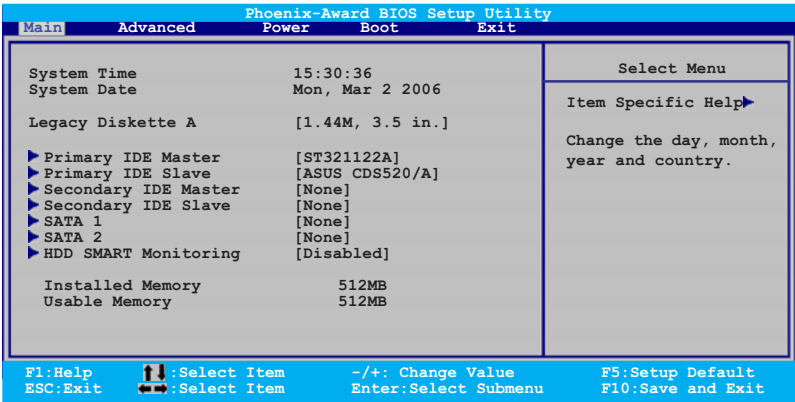 Phoenix-Award BIOS Setup Utility
Main Advanced Power Boot Exit
System Time 15:30:36
System Date Mon, Mar 2 2006
Legacy Diskette A [1.44M, 3.5 in.]
Primary IDE Master [ST321122A]
Primary IDE Slave [ASUS CDS520/A]
Secondary IDE Master [None]
Secondary IDE Slave [None]
SATA 1 [None]
SATA 2 [None]
HDD SMART Monitoring [Disabled]
Installed Memory 512MB
Usable Memory 512MB
Select Menu
Item Specific Help
Change the day, month,
year and country.
F1:Help :Select Item -/+: Change Value F5:Setup Default
ESC:Exit :Select Item Enter:Select Submenu F10:Save and Exit